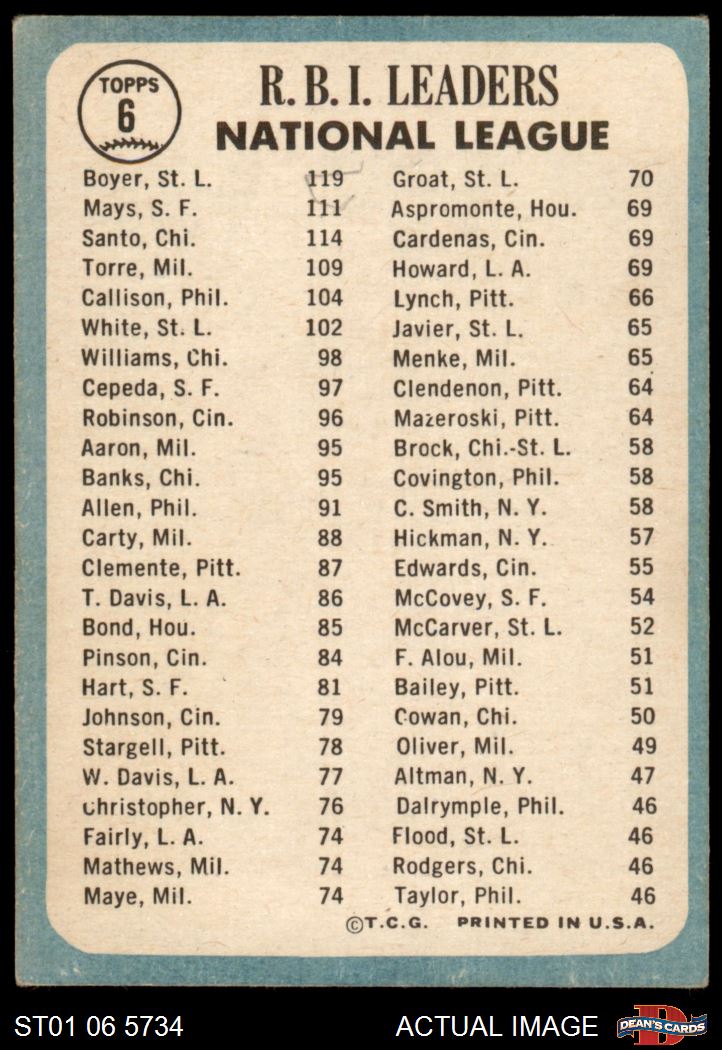 TOPPS
6
R. B. I. LEADERS
NATIONAL LEAGUE
Boyer, St. L. 119
Mays, S. F. 111
Santo, Chi. 114
Torre, Mil. 109
Callison, Phil. 104
White, St. L. 102
Williams, Chi. 98
Cepeda, S. F. 97
Robinson, Cin. 96
Aaron, Mil. 95
Banks, Chi. 95
Allen, Phil. 91
Carty, Mil. 88
Clemente, Pitt. 87
T. Davis, L. A. 86
Bond, Hou. 85
Pinson, Cin. 84
Hart, S. F. 81
Johnson, Cin. 79
Stargell, Pitt. 78
W. Davis, L. A. 77
Christopher, N. Y. 76
Fairly, L. A. 74
Mathews, Mil. 74
Maye, Mil. 74
Groat, St. L. 70
Aspromonte, Hou. 69
Cardenas, Cin. 69
Howard, L. A. 69
Lynch, Pitt. 66
Javier, St. L. 65
Menke, Mil. 65
Clendenon, Pitt. 64
Mazeroski, Pitt. 64
Brock, Chi.-St. L. 58
Covington, Phil. 58
C. Smith, N. Y. 58
Hickman, N. Y. 57
Edwards, Cin. 55
McCovey, S. F. 54
McCarver, St. L. 52
F. Alou, Mil. 51
Bailey, Pitt. 51
Cowan, Chi. 50
Oliver, Mil. 49
Altman, N. Y. 47
Dalrymple, Phil. 46
Flood, St. L. 46
Rodgers, Chi. 46
Taylor, Phil. 46
©T.C.G. PRINTED IN U.S.A.
ST01 06 5734
ACTUAL IMAGE
D
DEAN'S CARDS